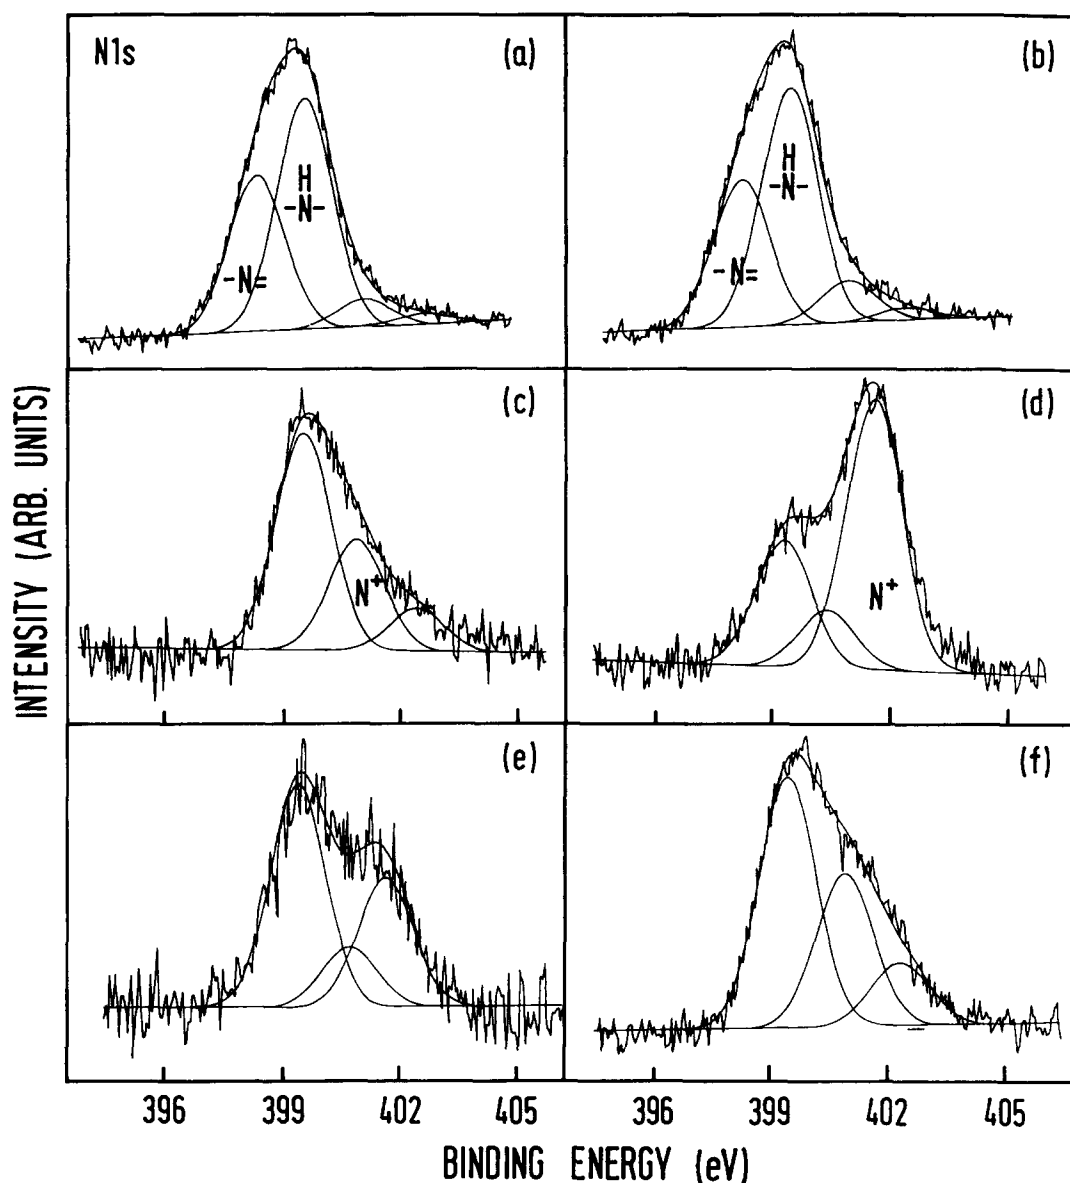 N1s
(a)
H
-N-
-N=
(b)
H
-N-
-N=
(c)
N⁺
(d)
N⁺
(e)
(f)
INTENSITY (ARB. UNITS)
396 399 402 405
396 399 402 405
BINDING ENERGY (eV)